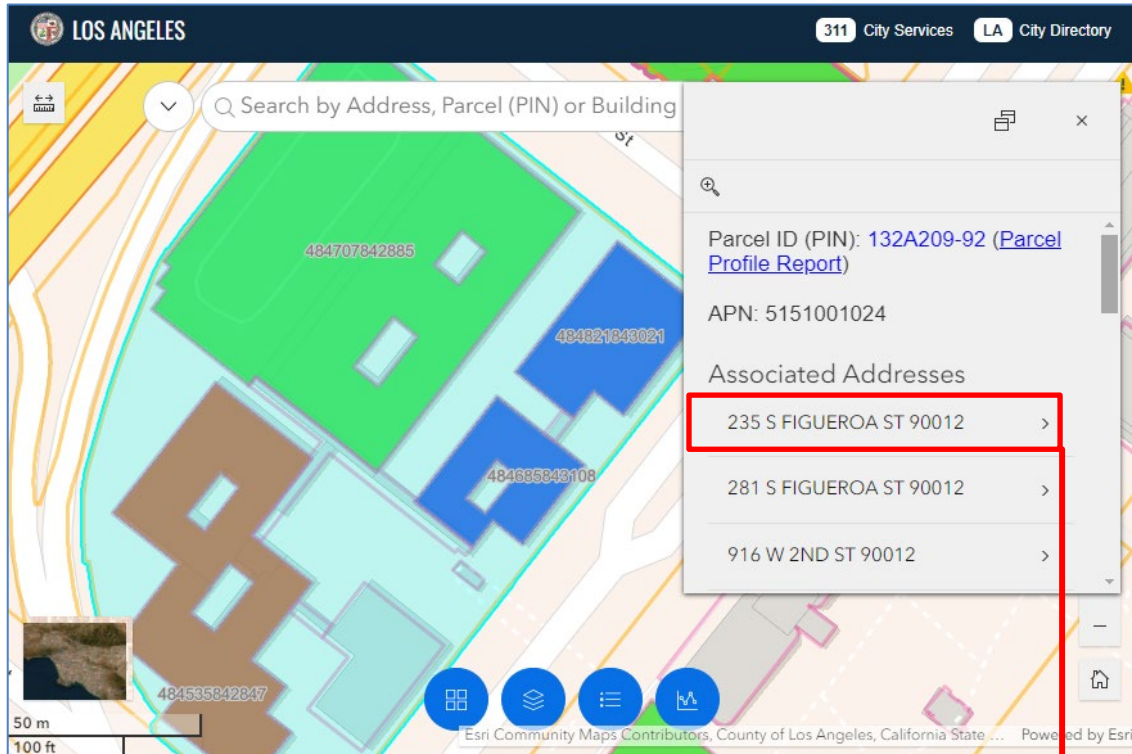 LOS ANGELES
311 City Services LA City Directory
Search by Address, Parcel (PIN) or Building
St
Parcel ID (PIN): 132A209-92 (Parcel
Profile Report)
APN: 5151001024
Associated Addresses
235 S FIGUEROA ST 90012
281 S FIGUEROA ST 90012
916 W 2ND ST 90012
484707842885
484821843021
484685843108
484535842847
50 m
100 ft
Esri Community Maps Contributors, County of Los Angeles, California State ... Powered by Esri